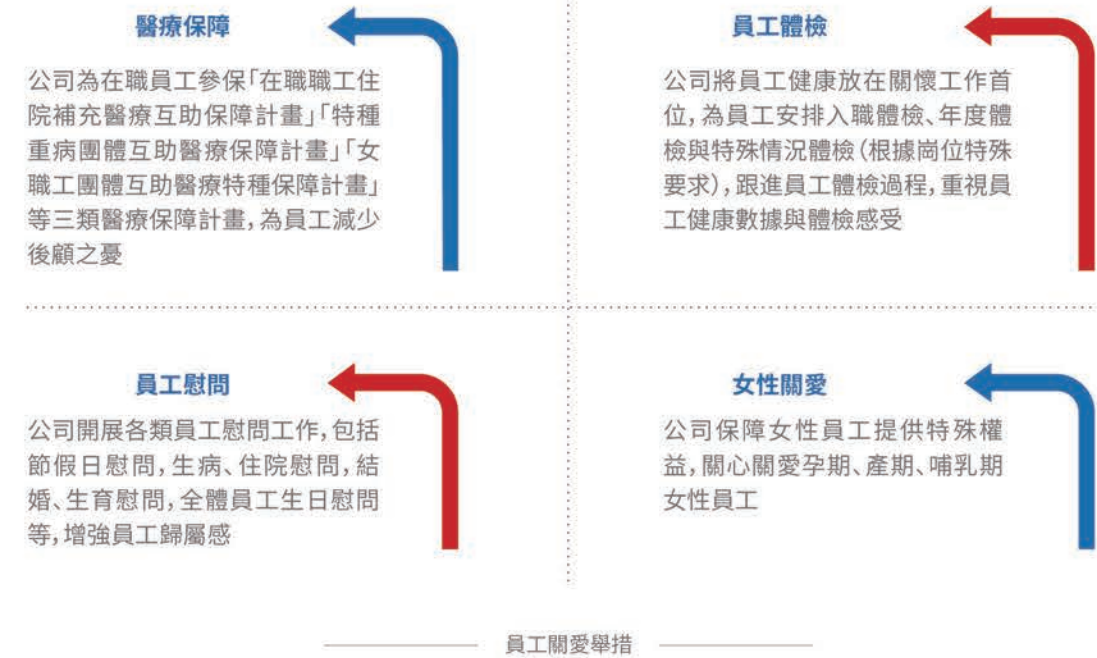 醫療保障
公司為在職員工參保「在職職工住
院補充醫療互助保障計畫」「特種
重病團體互助醫療保障計畫」「女
職工團體互助醫療特種保障計畫」
等三類醫療保障計畫，為員工減少
後顧之憂
員工體檢
公司將員工健康放在關懷工作首
位，為員工安排入職體檢、年度體
檢與特殊情況體檢（根據崗位特殊
要求），跟進員工體檢過程，重視員
工健康數據與體檢感受
員工慰問
公司開展各類員工慰問工作，包括
節假日慰問，生病、住院慰問，結
婚、生育慰問，全體員工生日慰問
等，增強員工歸屬感
女性關愛
公司保障女性員工提供特殊權
益，關心關愛孕期、產期、哺乳期
女性員工
員工關愛舉措